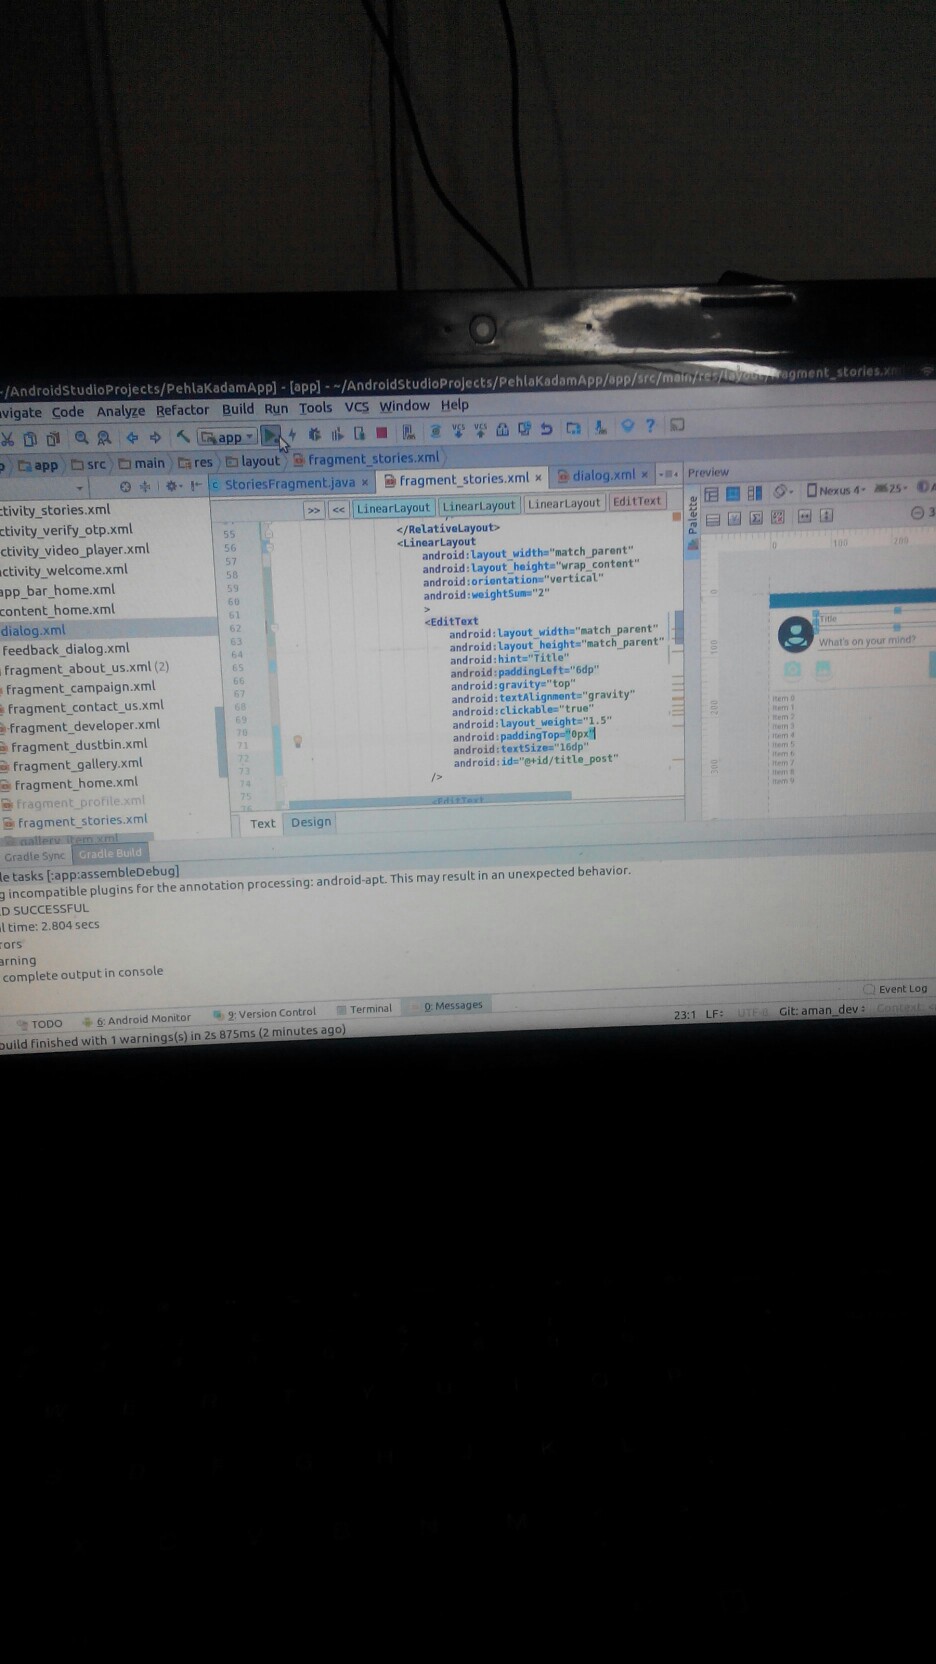 ~/AndroidStudioProjects/PehlaKadamApp] - [app] - ~/AndroidStudioProjects/PehlaKadamApp/app/src/main/res/layout/fragment_stories.xml
avigate Code Analyze Refactor Build Run Tools VCS Window Help
app
app src main res layout fragment_stories.xml
StoriesFragment.java fragment_stories.xml dialog.xml
Preview
>> << LinearLayout LinearLayout LinearLayout EditText
Palette
Nexus 4 25
0 100 200
ctivity_stories.xml
ctivity_verify_otp.xml
ctivity_video_player.xml
activity_welcome.xml
app_bar_home.xml
content_home.xml
dialog.xml
feedback_dialog.xml
fragment_about_us.xml (2)
fragment_campaign.xml
fragment_contact_us.xml
fragment_developer.xml
fragment_dustbin.xml
fragment_gallery.xml
fragment_home.xml
fragment_profile.xml
fragment_stories.xml
gallery_item.xml
55 </RelativeLayout>
56 <LinearLayout
57 android:layout_width="match_parent"
58 android:layout_height="wrap_content"
59 android:orientation="vertical"
60 android:weightSum="2"
61 >
62 <EditText
63 android:layout_width="match_parent"
64 android:layout_height="match_parent"
65 android:hint="Title"
66 android:paddingLeft="6dp"
67 android:gravity="top"
68 android:textAlignment="gravity"
69 android:clickable="true"
70 android:layout_weight="1.5"
71 android:paddingTop="0px"
72 android:textSize="16dp"
73 android:id="@+id/title_post"
74 />
75
76 <EditText
Text Design
0
100
200
300
Title
What's on your mind?
Item 0
Item 1
Item 2
Item 3
Item 4
Item 5
Item 6
Item 7
Item 8
Item 9
Gradle Sync Gradle Build
le tasks [:app:assembleDebug]
g incompatible plugins for the annotation processing: android-apt. This may result in an unexpected behavior.
D SUCCESSFUL
l time: 2.804 secs
rors
arning
complete output in console
Event Log
TODO 6: Android Monitor 9: Version Control Terminal 0: Messages
build finished with 1 warnings(s) in 2s 875ms (2 minutes ago)
23:1 LF: UTF-8 Git: aman_dev: Context: